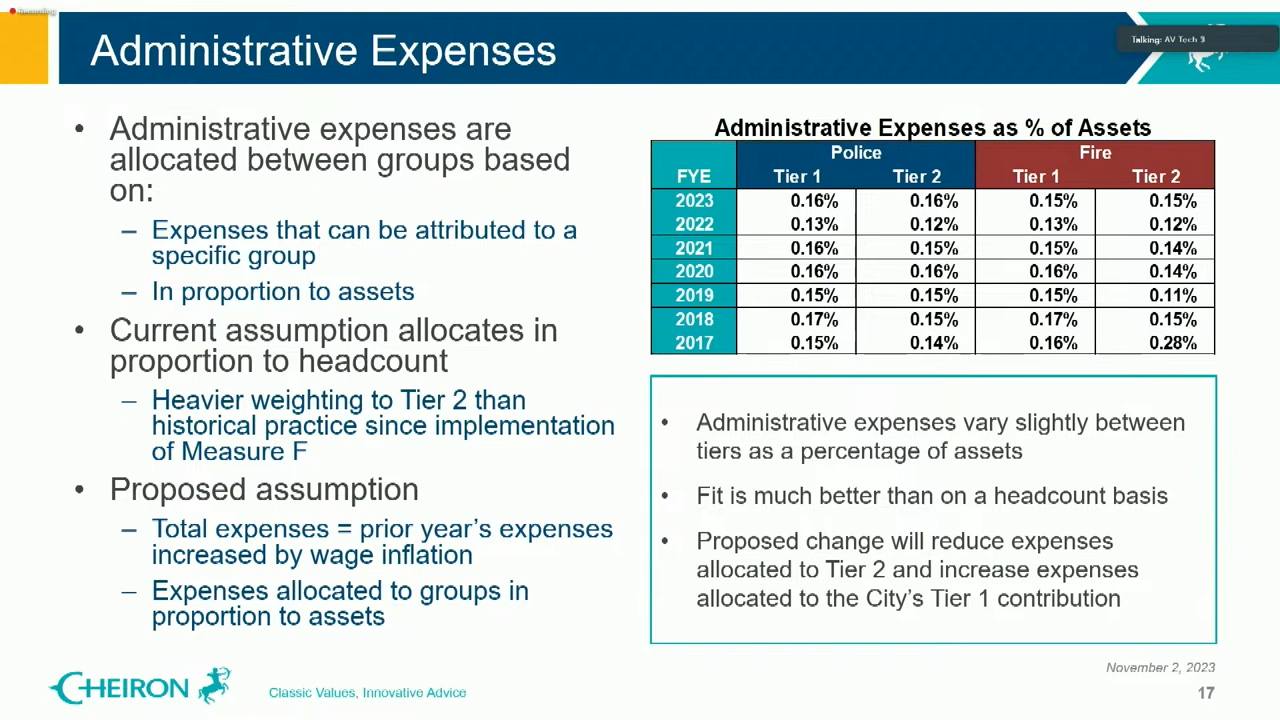 Recording
Talking: AV Tech 3
Administrative Expenses
• Administrative expenses are
allocated between groups based
on:
– Expenses that can be attributed to a
specific group
– In proportion to assets
• Current assumption allocates in
proportion to headcount
– Heavier weighting to Tier 2 than
historical practice since implementation
of Measure F
• Proposed assumption
– Total expenses = prior year's expenses
increased by wage inflation
– Expenses allocated to groups in
proportion to assets
Administrative Expenses as % of Assets
Police Fire
FYE Tier 1 Tier 2 Tier 1 Tier 2
2023 0.16% 0.16% 0.15% 0.15%
2022 0.13% 0.12% 0.13% 0.12%
2021 0.16% 0.15% 0.15% 0.14%
2020 0.16% 0.16% 0.16% 0.14%
2019 0.15% 0.15% 0.15% 0.11%
2018 0.17% 0.15% 0.17% 0.15%
2017 0.15% 0.14% 0.16% 0.28%
• Administrative expenses vary slightly between
tiers as a percentage of assets
• Fit is much better than on a headcount basis
• Proposed change will reduce expenses
allocated to Tier 2 and increase expenses
allocated to the City's Tier 1 contribution
CHEIRON
Classic Values, Innovative Advice
November 2, 2023
17